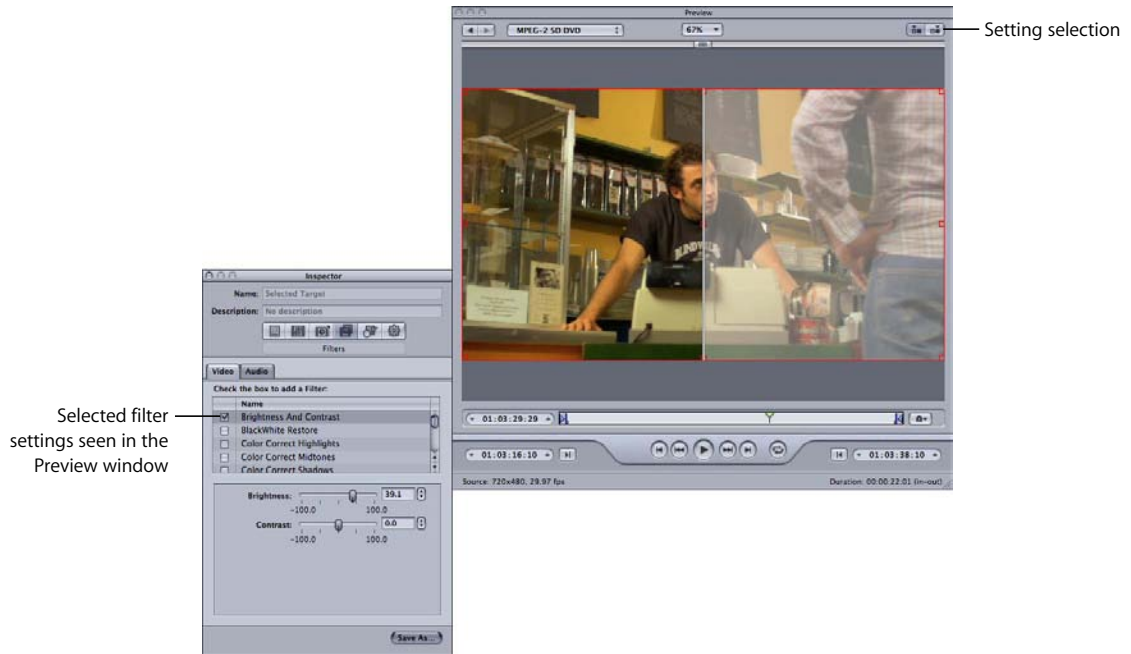 Preview
MPEG-2 SD DVD
67%
Setting selection
01:03:29:29
01:03:16:10
01:03:38:10
Source: 720x480, 29.97 fps
Duration: 00:00:22:01 (in-out)
Inspector
Name: Selected Target
Description: No description
Filters
Video Audio
Check the box to add a Filter:
Name
Selected filter
settings seen in the
Preview window
Brightness And Contrast
BlackWhite Restore
Color Correct Highlights
Color Correct Midtones
Color Correct Shadows
Brightness: 39.1
-100.0 100.0
Contrast: 0.0
-100.0 100.0
Save As...